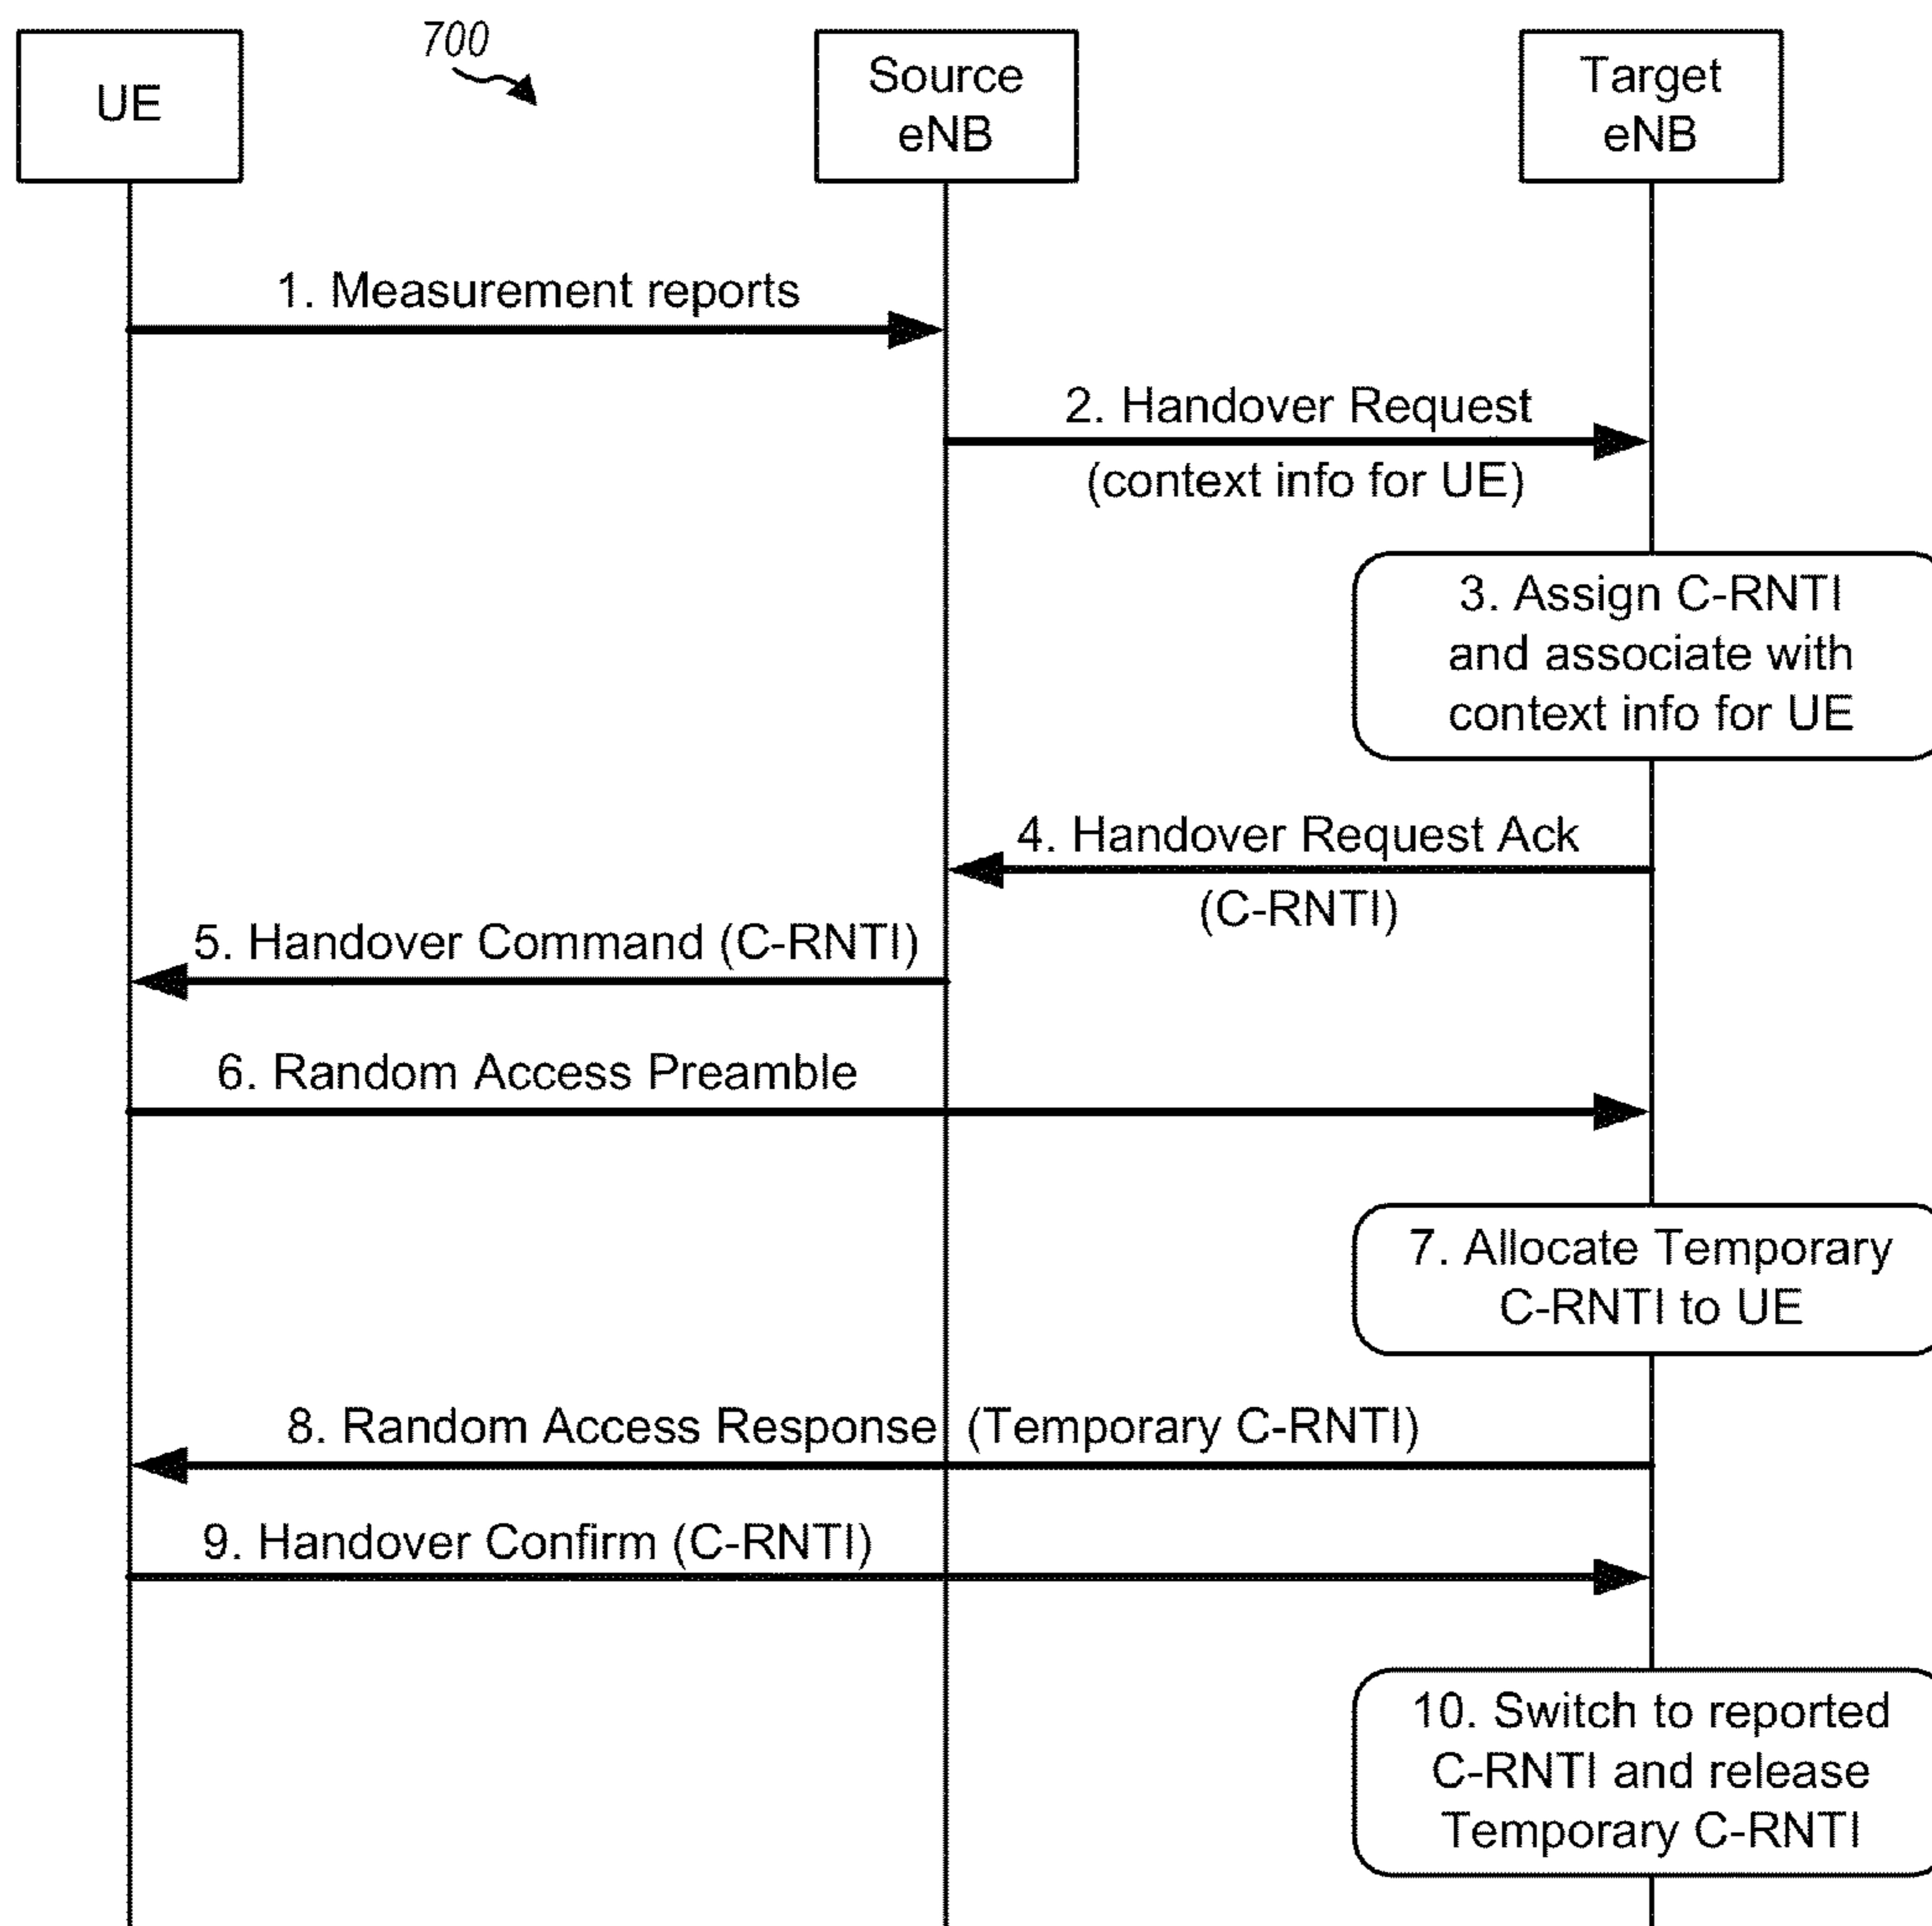 700
UE
Source
eNB
Target
eNB
1. Measurement reports
2. Handover Request
(context info for UE)
3. Assign C-RNTI
and associate with
context info for UE
4. Handover Request Ack
(C-RNTI)
5. Handover Command (C-RNTI)
6. Random Access Preamble
7. Allocate Temporary
C-RNTI to UE
8. Random Access Response (Temporary C-RNTI)
9. Handover Confirm (C-RNTI)
10. Switch to reported
C-RNTI and release
Temporary C-RNTI